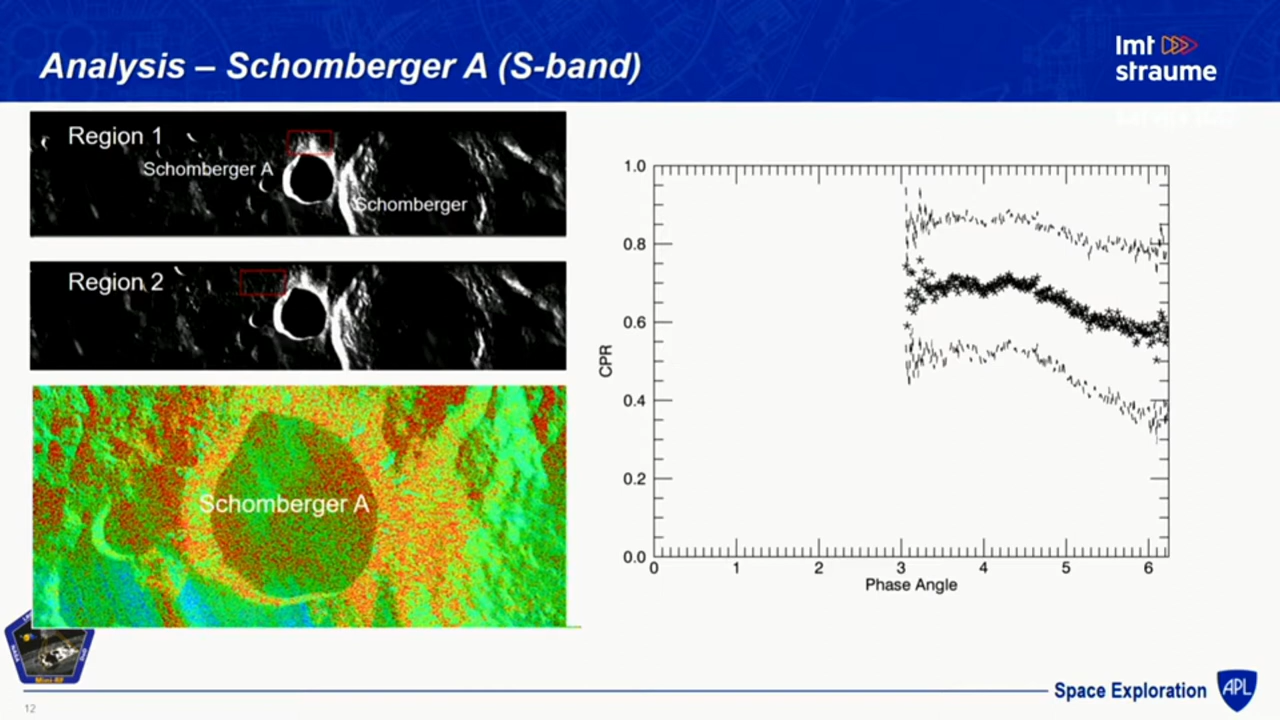 Analysis – Schomberger A (S-band)
lmt
straume
Region 1
Schomberger A
Schomberger
Region 2
Schomberger A
1.0
0.8
0.6
0.4
0.2
0.0
CPR
0 1 2 3 4 5 6
Phase Angle
Mini-RF
Space Exploration
APL
12